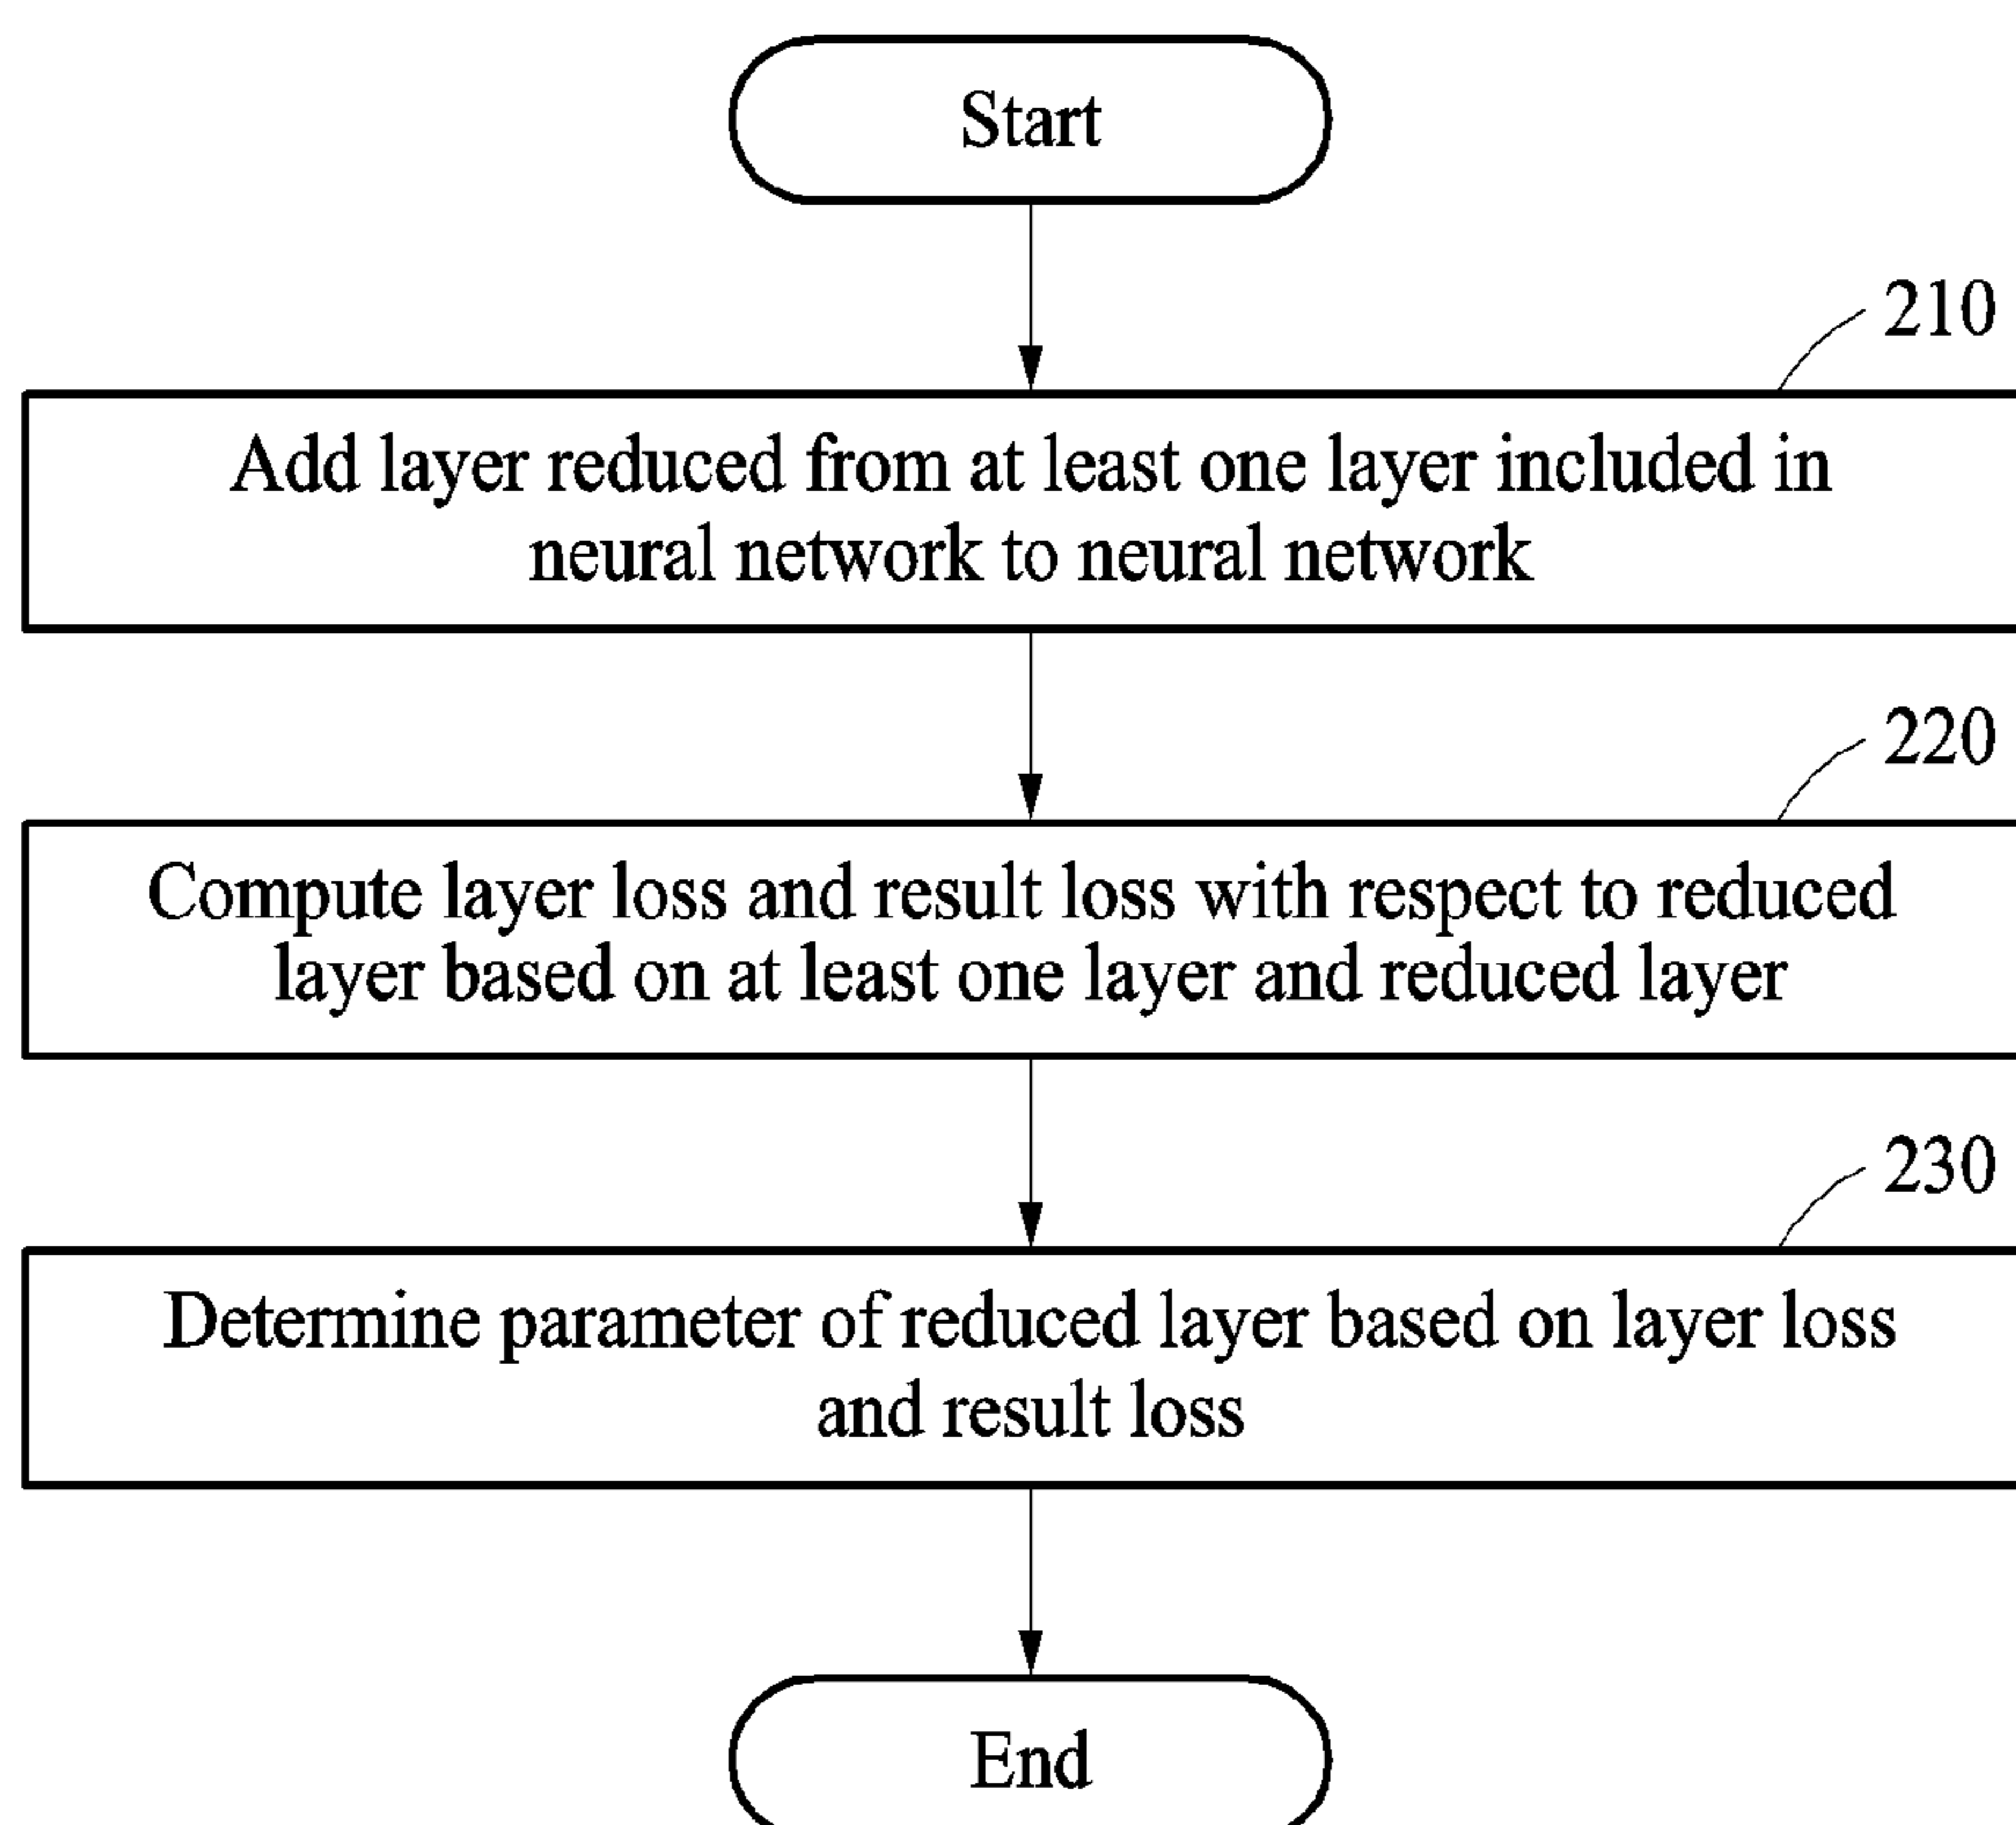 Start
210
Add layer reduced from at least one layer included in
neural network to neural network
220
Compute layer loss and result loss with respect to reduced
layer based on at least one layer and reduced layer
230
Determine parameter of reduced layer based on layer loss
and result loss
End